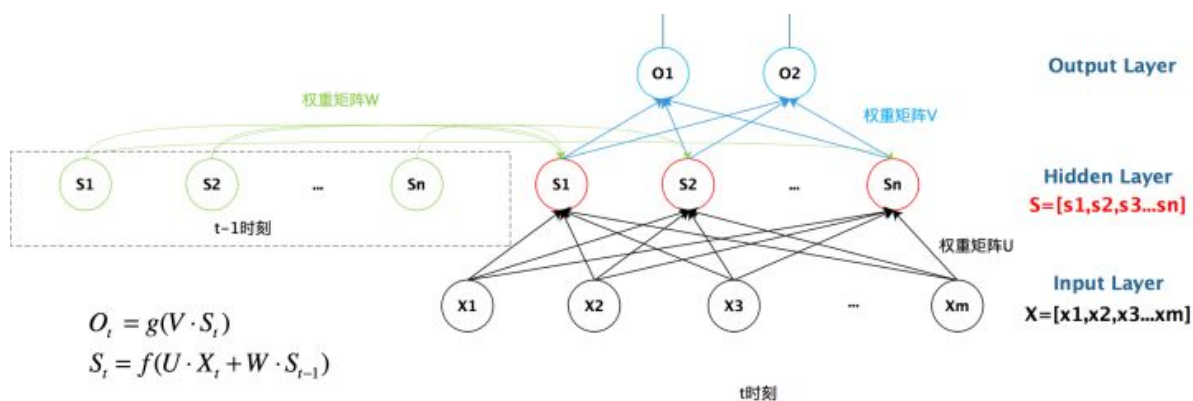 O1
O2
Output Layer
权重矩阵W
权重矩阵V
S1
S2
...
Sn
S1
S2
...
Sn
Hidden Layer
S=[s1,s2,s3...sn]
t-1时刻
权重矩阵U
X1
X2
X3
...
Xm
Input Layer
X=[x1,x2,x3...xm]
O_t = g(V · S_t)
S_t = f(U · X_t + W · S_{t-1})
t时刻